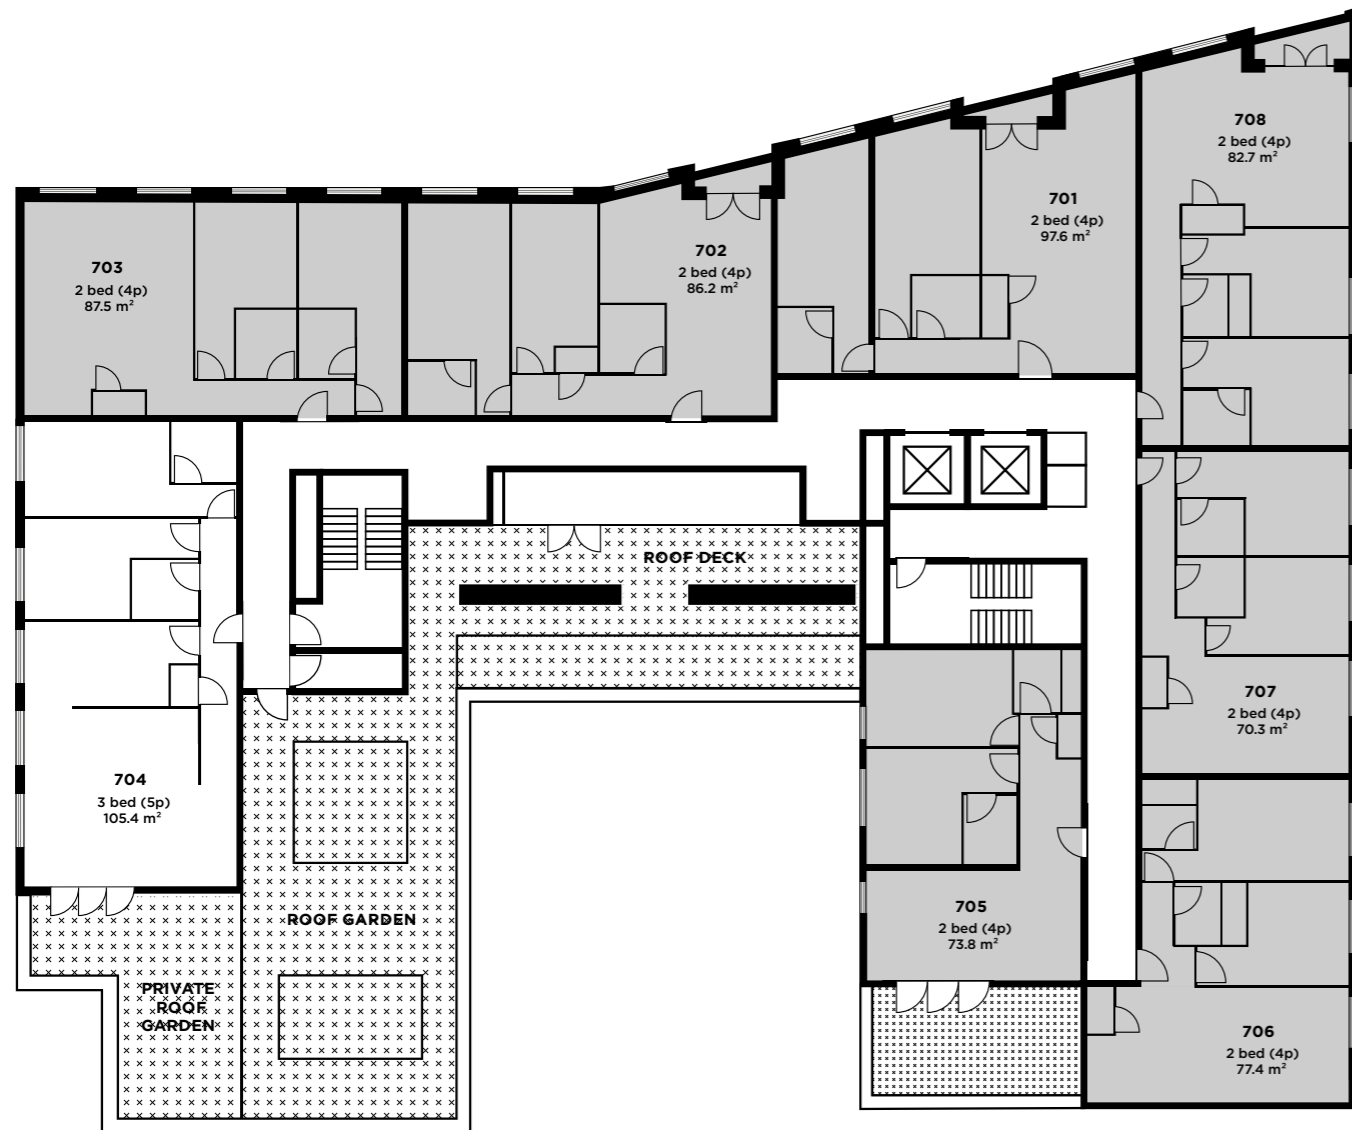 708
2 bed (4p)
82.7 m²
701
2 bed (4p)
97.6 m²
702
2 bed (4p)
86.2 m²
703
2 bed (4p)
87.5 m²
ROOF DECK
707
2 bed (4p)
70.3 m²
704
3 bed (5p)
105.4 m²
705
2 bed (4p)
73.8 m²
ROOF GARDEN
PRIVATE
ROOF
GARDEN
706
2 bed (4p)
77.4 m²